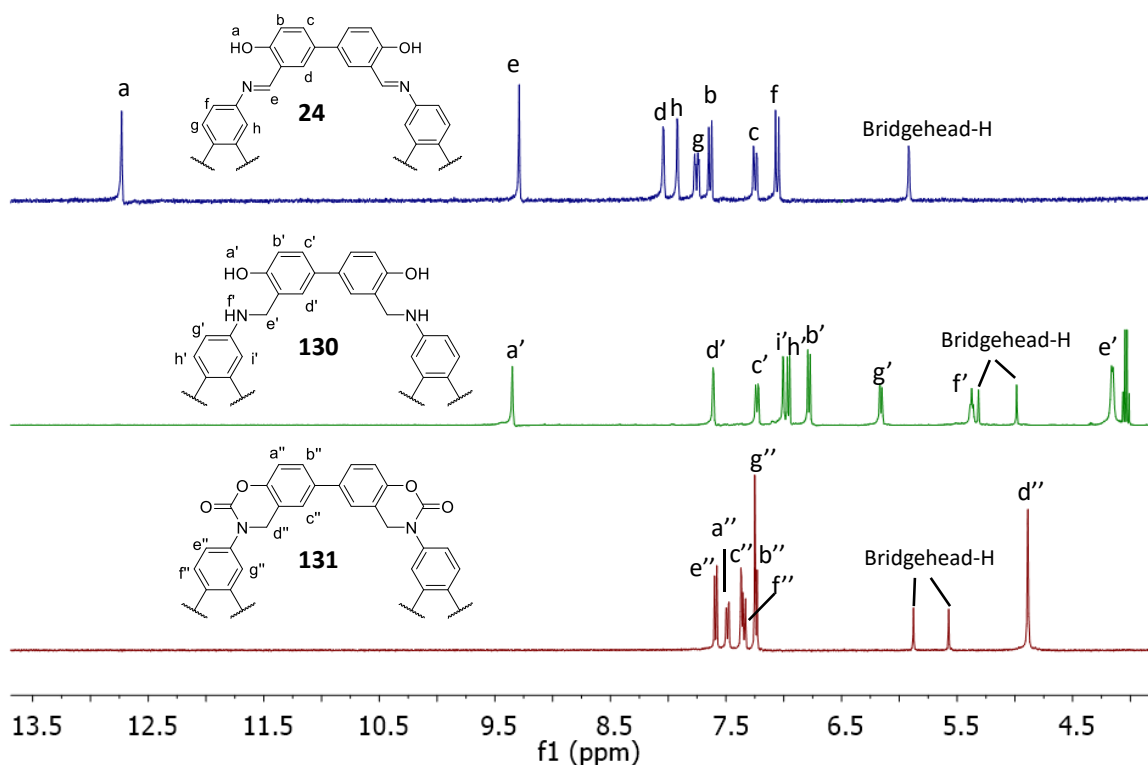 a b c
OH OH
d
N e N
f
g h
24
a e d h g b c f Bridgehead-H
b' c'
a' HO OH
d'
f' HN e' NH
g'
h' i'
130
a’ d’ c’ i’ h’ b’ g’ f’ Bridgehead-H e’
a'' b''
O O
O c'' O
N d'' N
e''
f'' g''
131
e’’ a’’ c’’ g’’ b’’ f’’ Bridgehead-H d’’
13.5 12.5 11.5 10.5 9.5 8.5 7.5 6.5 5.5 4.5
f1 (ppm)